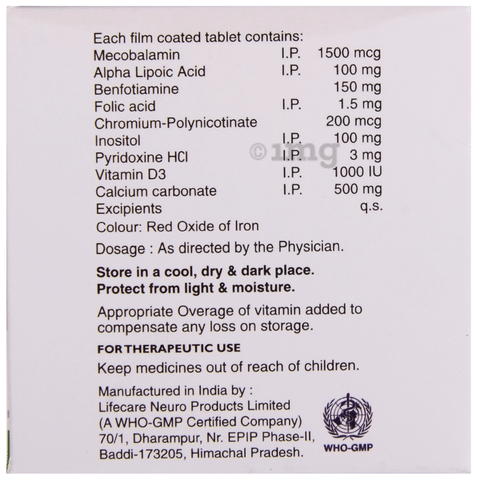 Each film coated tablet contains:
Mecobalamin I.P. 1500 mcg
Alpha Lipoic Acid I.P. 100 mg
Benfotiamine 150 mg
Folic acid I.P. 1.5 mg
Chromium-Polynicotinate 200 mcg
Inositol I.P. 100 mg
Pyridoxine HCl I.P. 3 mg
Vitamin D3 I.P. 1000 IU
Calcium carbonate I.P. 500 mg
Excipients q.s.
Colour: Red Oxide of Iron
Dosage : As directed by the Physician.
Store in a cool, dry & dark place.
Protect from light & moisture.
Appropriate Overage of vitamin added to
compensate any loss on storage.
FOR THERAPEUTIC USE
Keep medicines out of reach of children.
Manufactured in India by :
Lifecare Neuro Products Limited
(A WHO-GMP Certified Company)
70/1, Dharampur, Nr. EPIP Phase-II,
Baddi-173205, Himachal Pradesh.
WHO-GMP
© 1mg